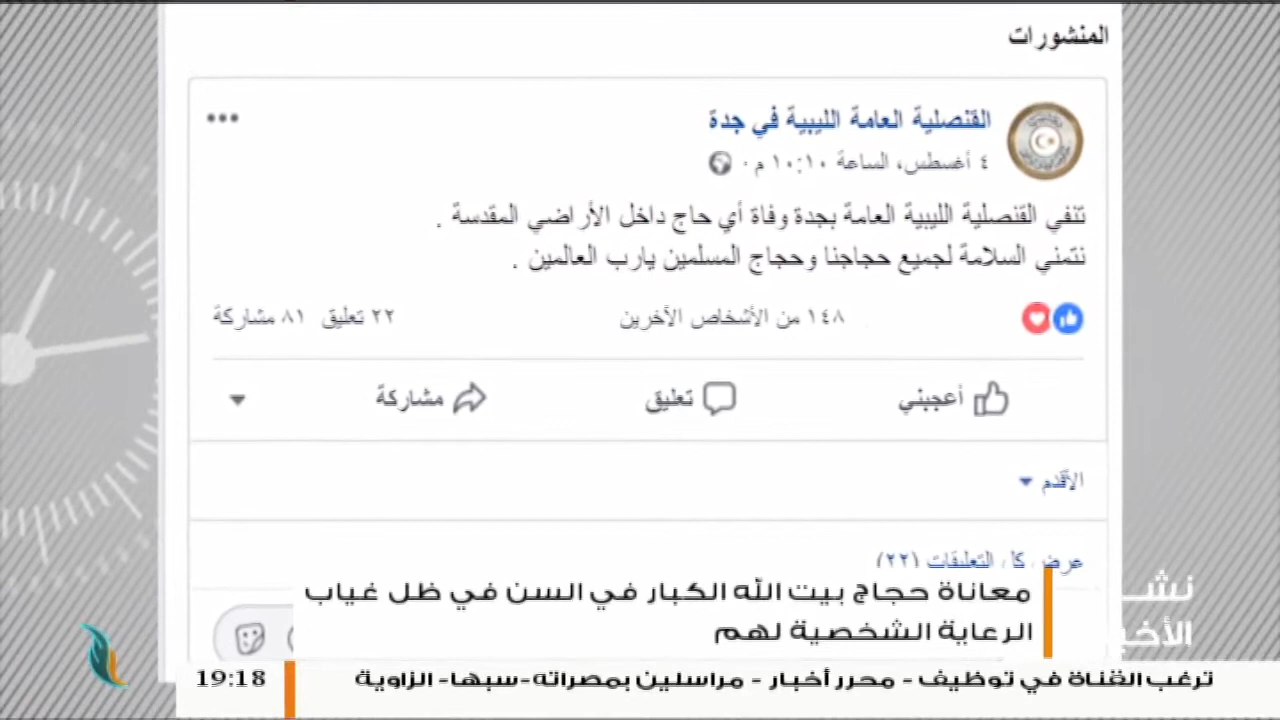 المنشورات
القنصلية العامة الليبية في جدة
٤ أغسطس، الساعة ١٠:١٠ م ·
تنفي القنصلية الليبية العامة بجدة وفاة أي حاج داخل الأراضي المقدسة .
نتمني السلامة لجميع حجاجنا وحجاج المسلمين يارب العالمين .
١٤٨ من الأشخاص الآخرين
٢٢ تعليق ٨١ مشاركة
أعجبني تعليق مشاركة
الأقدم
عرض كل التعليقات (٢٢)
معاناة حجاج بيت الله الكبار في السن في ظل غياب
الرعاية الشخصية لهم
ترغب القناة في توظيف - محرر أخبار - مراسلين بمصراته-سبها- الزاوية
19:18